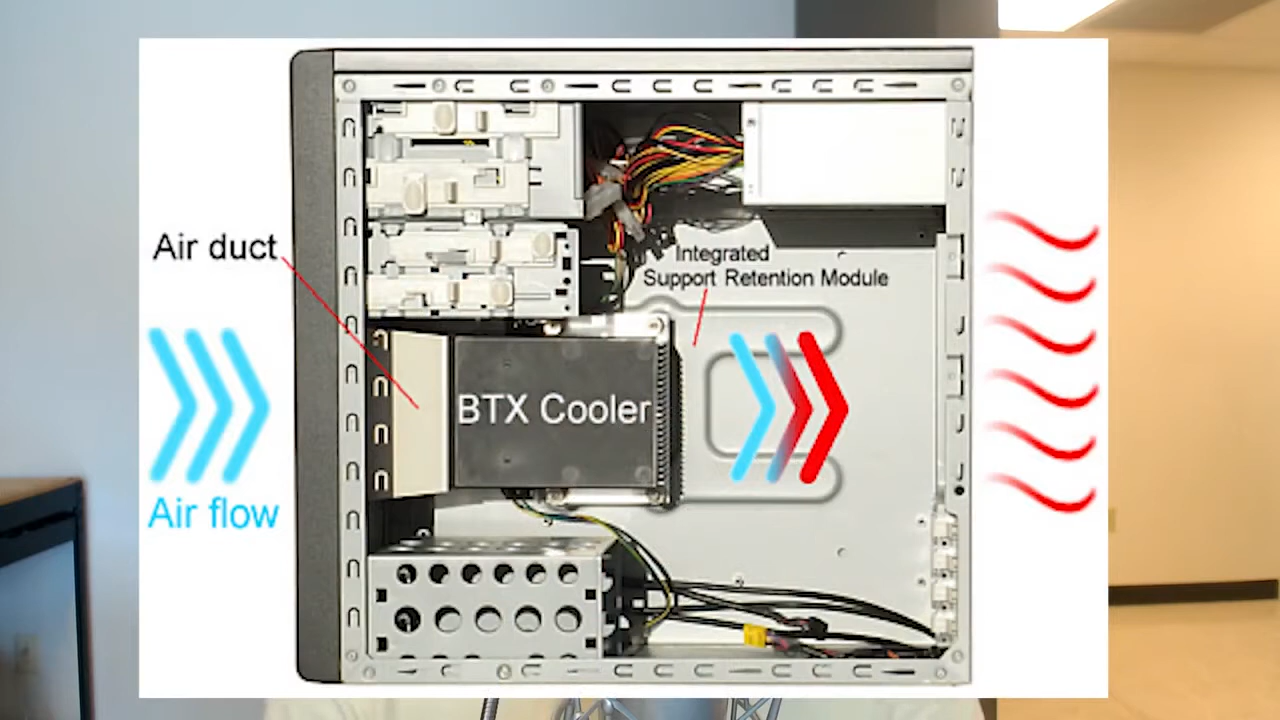 Air duct
Integrated
Support Retention Module
BTX Cooler
Air flow